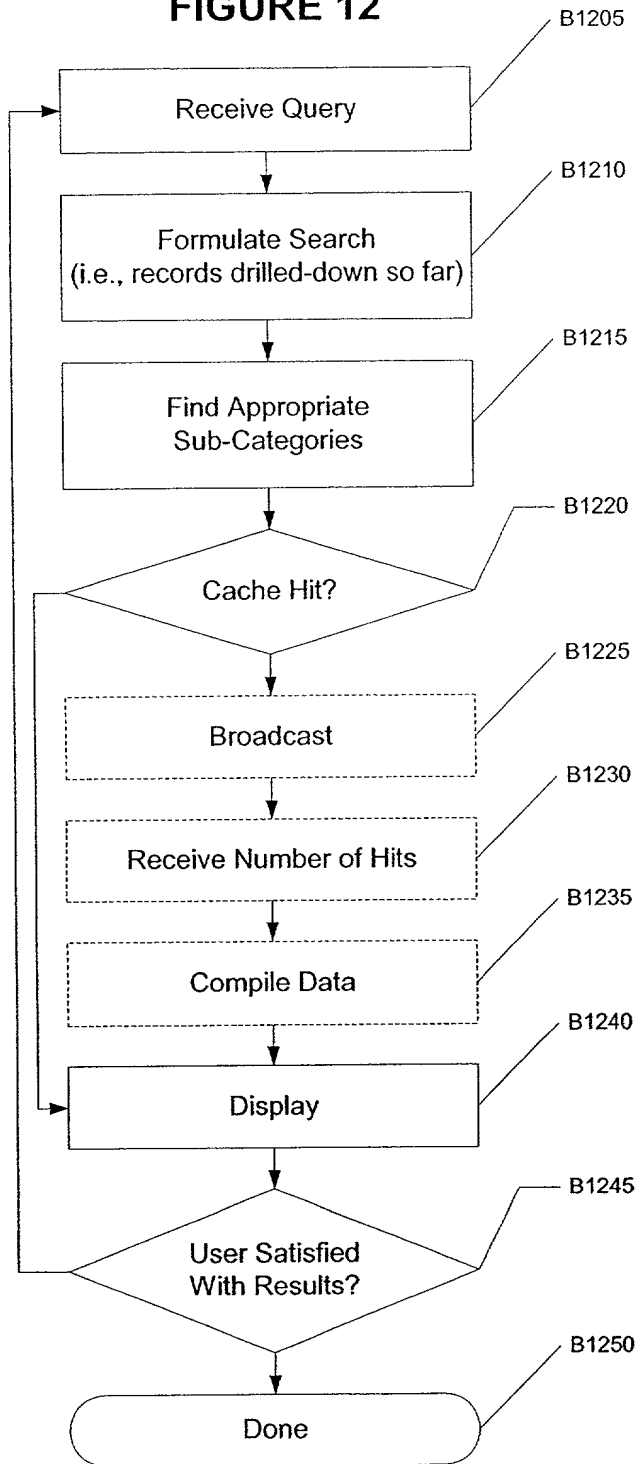 FIGURE 12
B1205
Receive Query
B1210
Formulate Search
(i.e., records drilled-down so far)
B1215
Find Appropriate
Sub-Categories
B1220
Cache Hit?
B1225
Broadcast
B1230
Receive Number of Hits
B1235
Compile Data
B1240
Display
B1245
User Satisfied
With Results?
B1250
Done